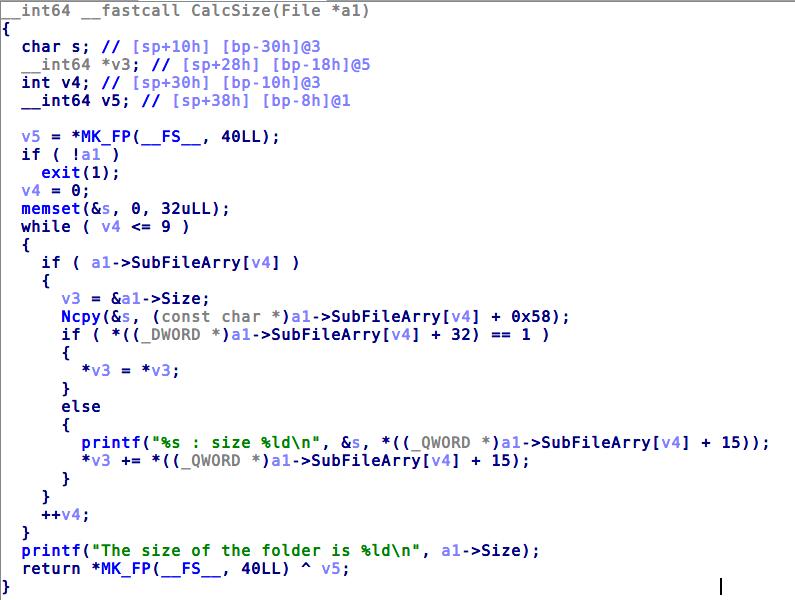 __int64 __fastcall CalcSize(File *a1)
{
  char s; // [sp+10h] [bp-30h]@3
  __int64 *v3; // [sp+28h] [bp-18h]@5
  int v4; // [sp+30h] [bp-10h]@3
  __int64 v5; // [sp+38h] [bp-8h]@1

  v5 = *MK_FP(__FS__, 40LL);
  if ( !a1 )
    exit(1);
  v4 = 0;
  memset(&s, 0, 32uLL);
  while ( v4 <= 9 )
  {
    if ( a1->SubFileArry[v4] )
    {
      v3 = &a1->Size;
      Ncpy(&s, (const char *)a1->SubFileArry[v4] + 0x58);
      if ( *((_DWORD *)a1->SubFileArry[v4] + 32) == 1 )
      {
        *v3 = *v3;
      }
      else
      {
        printf("%s : size %ld\n", &s, *((_QWORD *)a1->SubFileArry[v4] + 15));
        *v3 += *((_QWORD *)a1->SubFileArry[v4] + 15);
      }
    }
    ++v4;
  }
  printf("The size of the folder is %ld\n", a1->Size);
  return *MK_FP(__FS__, 40LL) ^ v5;
}